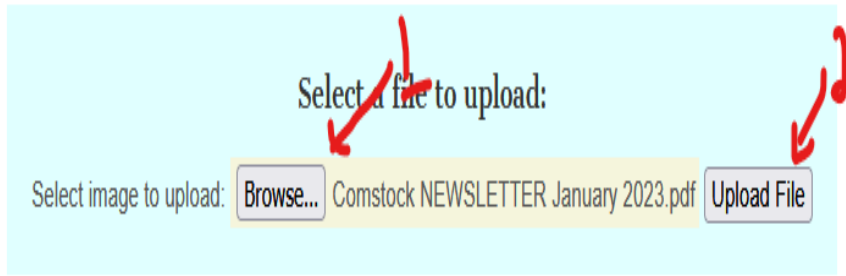 1
Select a file to upload:
2
Select image to upload: Browse... Comstock NEWSLETTER January 2023.pdf Upload File